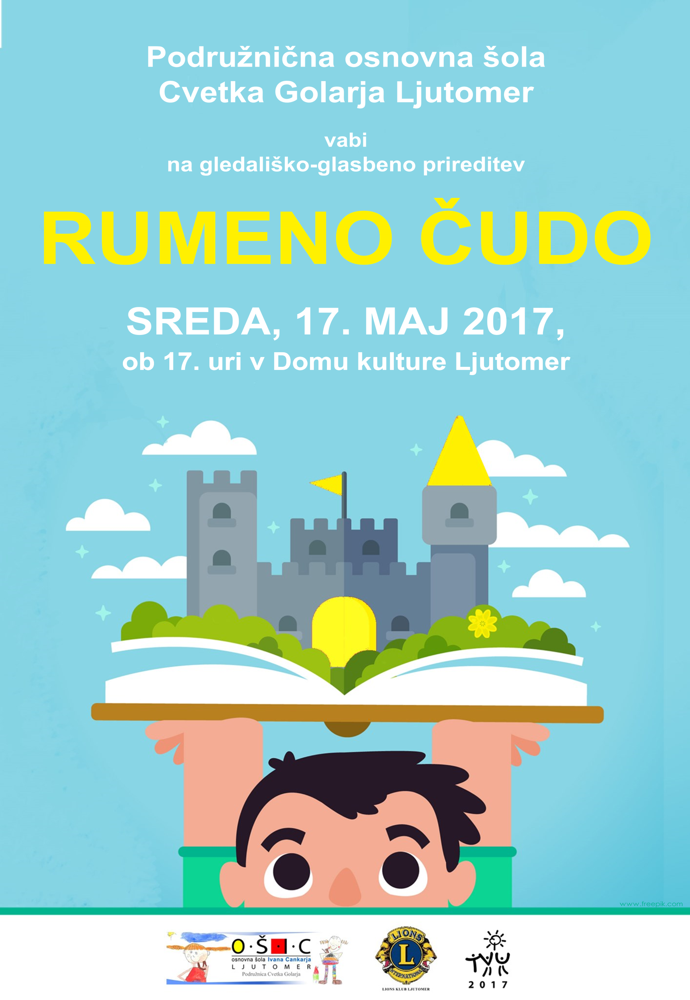 Podružnična osnovna šola
Cvetka Golarja Ljutomer
vabi
na gledališko-glasbeno prireditev
RUMENO ČUDO
SREDA, 17. MAJ 2017,
ob 17. uri v Domu kulture Ljutomer
www.freepik.com
O·Š·I·C
osnovna šola Ivana Cankarja
LJUTOMER
Podružnica Cvetka Golarja
LIONS
L
INTERNATIONAL
LIONS KLUB LJUTOMER
TVU
2017